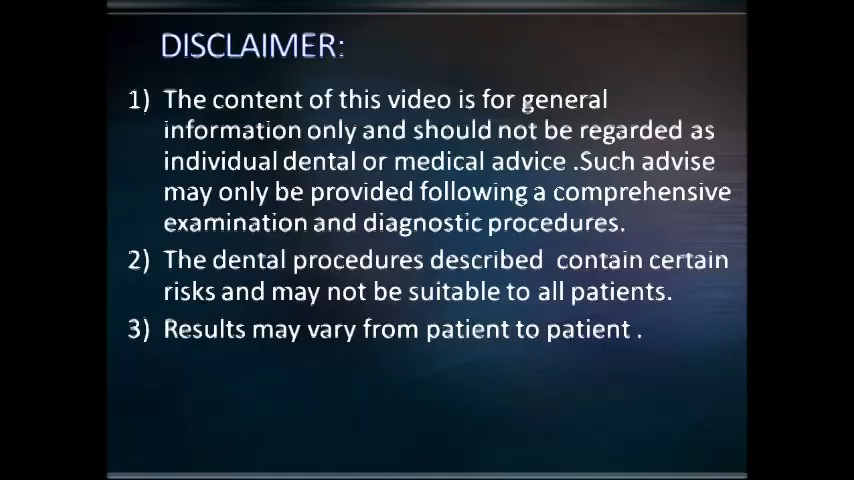 DISCLAIMER:
1) The content of this video is for general
information only and should not be regarded as
individual dental or medical advice .Such advise
may only be provided following a comprehensive
examination and diagnostic procedures.
2) The dental procedures described  contain certain
risks and may not be suitable to all patients.
3) Results may vary from patient to patient .